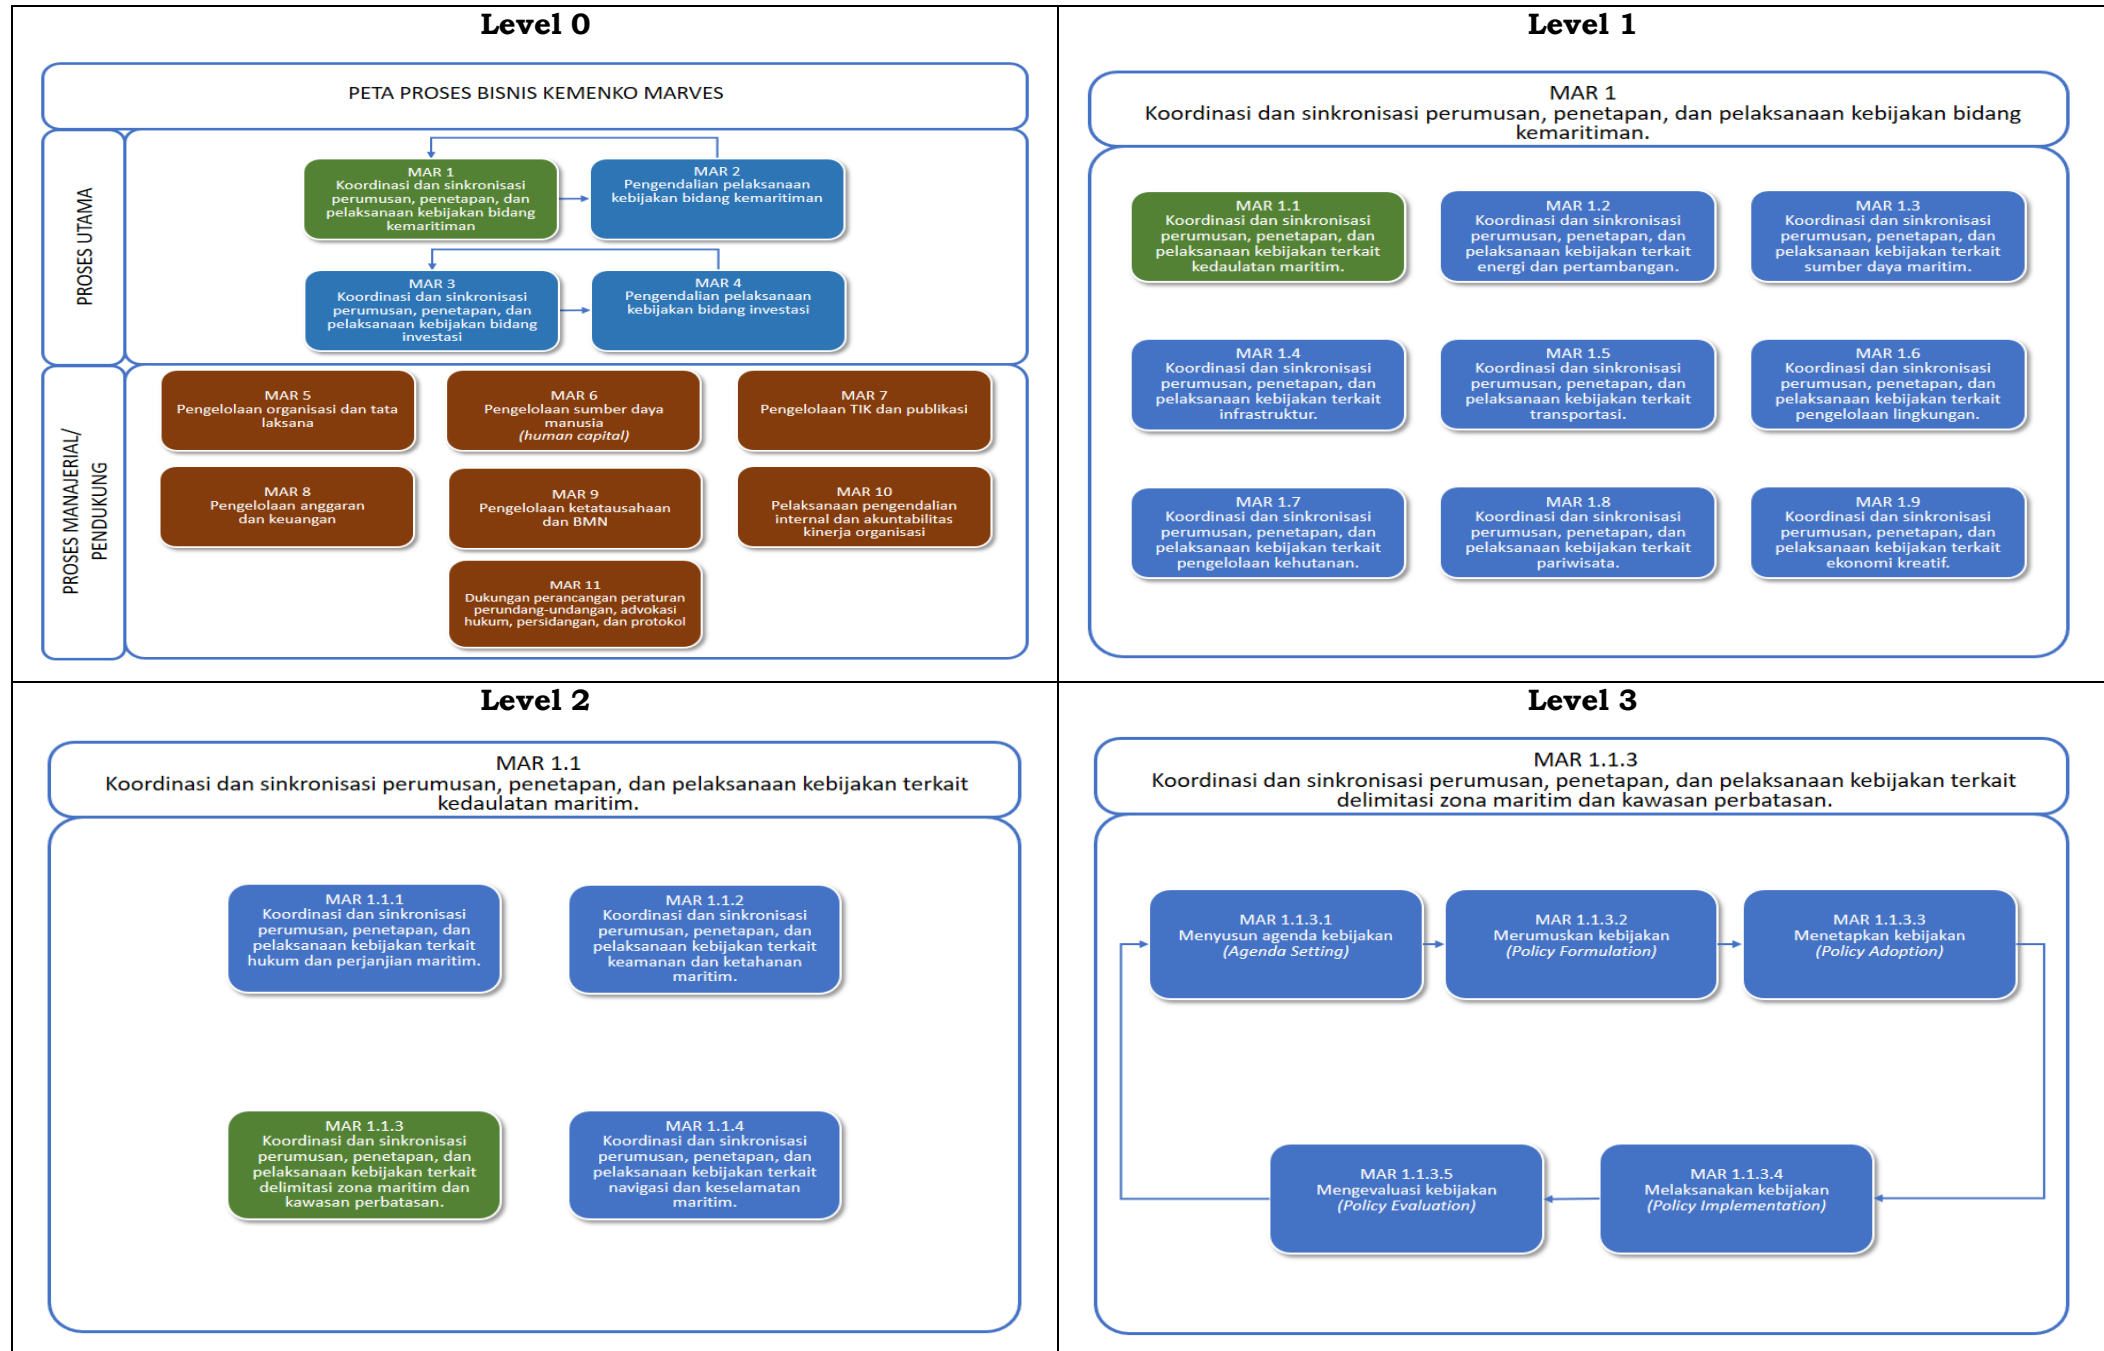 Level 0
PETA PROSES BISNIS KEMENKO MARVES
PROSES UTAMA
MAR 1
Koordinasi dan sinkronisasi
perumusan, penetapan, dan
pelaksanaan kebijakan bidang
kemaritiman
MAR 2
Pengendalian pelaksanaan
kebijakan bidang kemaritiman
MAR 3
Koordinasi dan sinkronisasi
perumusan, penetapan, dan
pelaksanaan kebijakan bidang
investasi
MAR 4
Pengendalian pelaksanaan
kebijakan bidang investasi
PROSES MANAJERIAL/
PENDUKUNG
MAR 5
Pengelolaan organisasi dan tata
laksana
MAR 6
Pengelolaan sumber daya
manusia
(human capital)
MAR 7
Pengelolaan TIK dan publikasi
MAR 8
Pengelolaan anggaran
dan keuangan
MAR 9
Pengelolaan ketatausahaan
dan BMN
MAR 10
Pelaksanaan pengendalian
internal dan akuntabilitas
kinerja organisasi
MAR 11
Dukungan perancangan peraturan
perundang-undangan, advokasi
hukum, persidangan, dan protokol
Level 1
MAR 1
Koordinasi dan sinkronisasi perumusan, penetapan, dan pelaksanaan kebijakan bidang
kemaritiman.
MAR 1.1
Koordinasi dan sinkronisasi
perumusan, penetapan, dan
pelaksanaan kebijakan terkait
kedaulatan maritim.
MAR 1.2
Koordinasi dan sinkronisasi
perumusan, penetapan, dan
pelaksanaan kebijakan terkait
energi dan pertambangan.
MAR 1.3
Koordinasi dan sinkronisasi
perumusan, penetapan, dan
pelaksanaan kebijakan terkait
sumber daya maritim.
MAR 1.4
Koordinasi dan sinkronisasi
perumusan, penetapan, dan
pelaksanaan kebijakan terkait
infrastruktur.
MAR 1.5
Koordinasi dan sinkronisasi
perumusan, penetapan, dan
pelaksanaan kebijakan terkait
transportasi.
MAR 1.6
Koordinasi dan sinkronisasi
perumusan, penetapan, dan
pelaksanaan kebijakan terkait
pengelolaan lingkungan.
MAR 1.7
Koordinasi dan sinkronisasi
perumusan, penetapan, dan
pelaksanaan kebijakan terkait
pengelolaan kehutanan.
MAR 1.8
Koordinasi dan sinkronisasi
perumusan, penetapan, dan
pelaksanaan kebijakan terkait
pariwisata.
MAR 1.9
Koordinasi dan sinkronisasi
perumusan, penetapan, dan
pelaksanaan kebijakan terkait
ekonomi kreatif.
Level 2
MAR 1.1
Koordinasi dan sinkronisasi perumusan, penetapan, dan pelaksanaan kebijakan terkait
kedaulatan maritim.
MAR 1.1.1
Koordinasi dan sinkronisasi
perumusan, penetapan, dan
pelaksanaan kebijakan terkait
hukum dan perjanjian maritim.
MAR 1.1.2
Koordinasi dan sinkronisasi
perumusan, penetapan, dan
pelaksanaan kebijakan terkait
keamanan dan ketahanan
maritim.
MAR 1.1.3
Koordinasi dan sinkronisasi
perumusan, penetapan, dan
pelaksanaan kebijakan terkait
delimitasi zona maritim dan
kawasan perbatasan.
MAR 1.1.4
Koordinasi dan sinkronisasi
perumusan, penetapan, dan
pelaksanaan kebijakan terkait
navigasi dan keselamatan
maritim.
Level 3
MAR 1.1.3
Koordinasi dan sinkronisasi perumusan, penetapan, dan pelaksanaan kebijakan terkait
delimitasi zona maritim dan kawasan perbatasan.
MAR 1.1.3.1
Menyusun agenda kebijakan
(Agenda Setting)
MAR 1.1.3.2
Merumuskan kebijakan
(Policy Formulation)
MAR 1.1.3.3
Menetapkan kebijakan
(Policy Adoption)
MAR 1.1.3.5
Mengevaluasi kebijakan
(Policy Evaluation)
MAR 1.1.3.4
Melaksanakan kebijakan
(Policy Implementation)